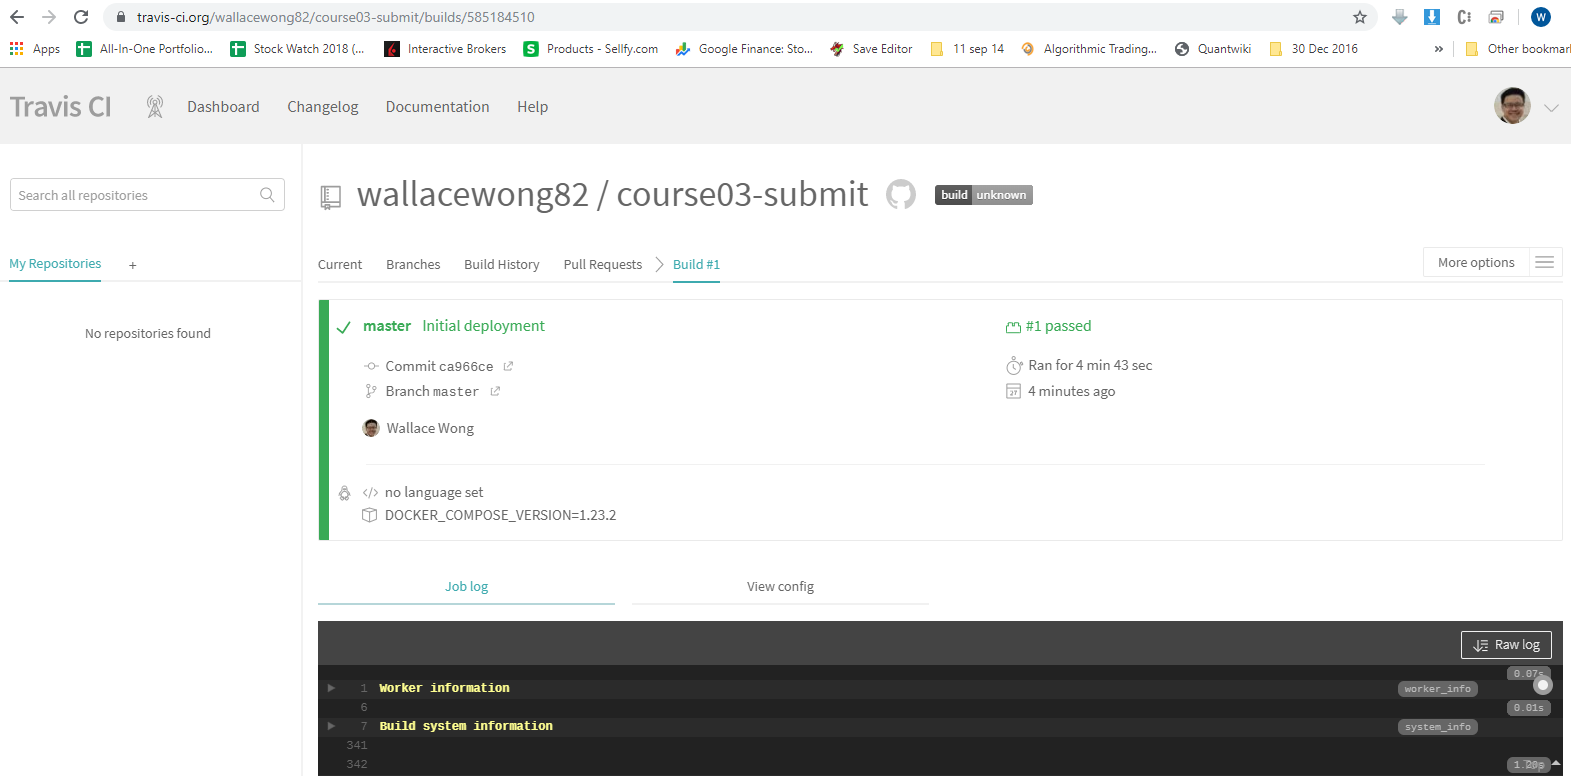 travis-ci.org/wallacewong82/course03-submit/builds/585184510
W
Apps All-In-One Portfolio... Stock Watch 2018 (... Interactive Brokers S Products - Sellfy.com Google Finance: Sto... Save Editor 11 sep 14 Algorithmic Trading... Quantwiki 30 Dec 2016 » Other bookmar
Travis CI Dashboard Changelog Documentation Help
Search all repositories
wallacewong82 / course03-submit build unknown
My Repositories +
Current Branches Build History Pull Requests Build #1 More options
No repositories found
master Initial deployment #1 passed
Commit ca966ce Ran for 4 min 43 sec
Branch master 4 minutes ago
Wallace Wong
</> no language set
DOCKER_COMPOSE_VERSION=1.23.2
Job log View config
Raw log
0.07s
1 Worker information worker_info
6 0.01s
7 Build system information system_info
341
342 1.20s